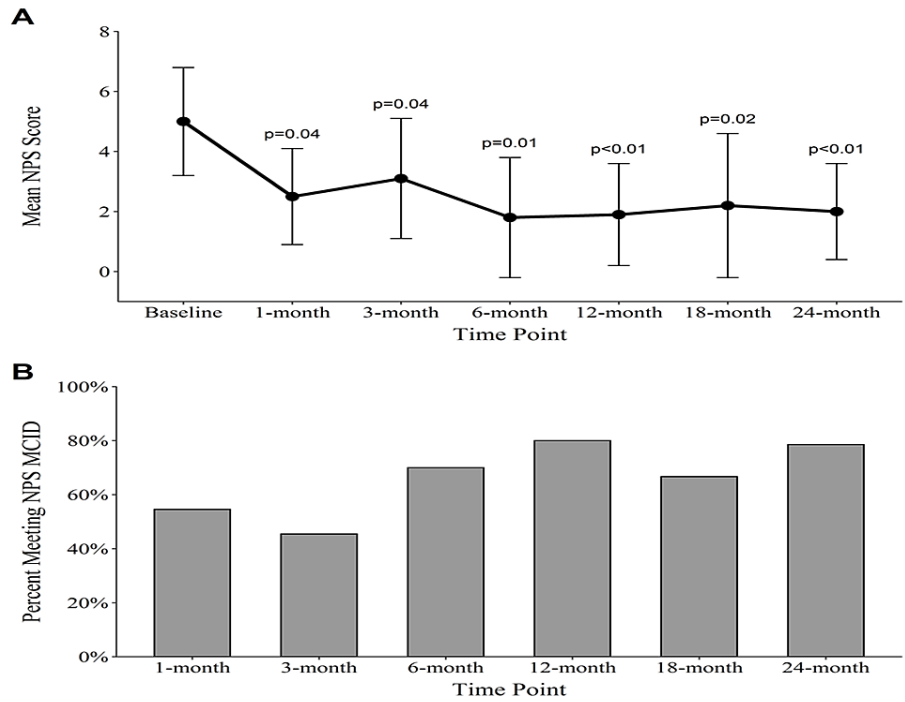 A
Mean NPS Score
8
6
4
2
0
p=0.04
p=0.04
p=0.01
p<0.01
p=0.02
p<0.01
Baseline 1-month 3-month 6-month 12-month 18-month 24-month
Time Point
B
Percent Meeting NPS MCID
100%
80%
60%
40%
20%
0%
1-month 3-month 6-month 12-month 18-month 24-month
Time Point